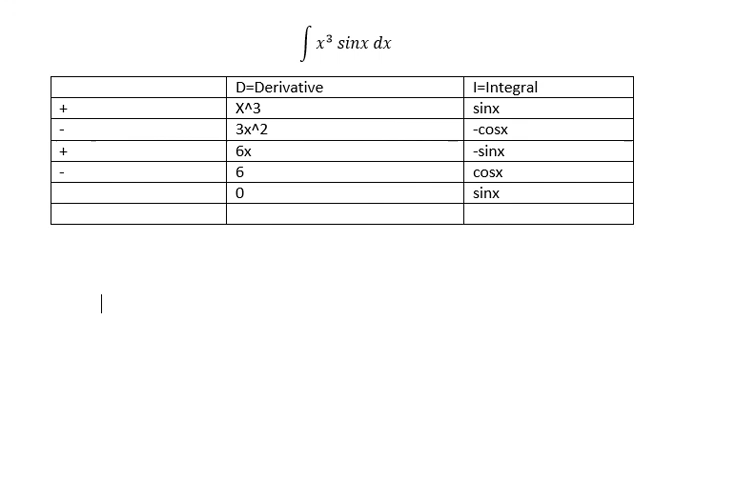 ∫ x³ sinx dx
D=Derivative I=Integral
+ X^3 sinx
- 3x^2 -cosx
+ 6x -sinx
- 6 cosx
0 sinx